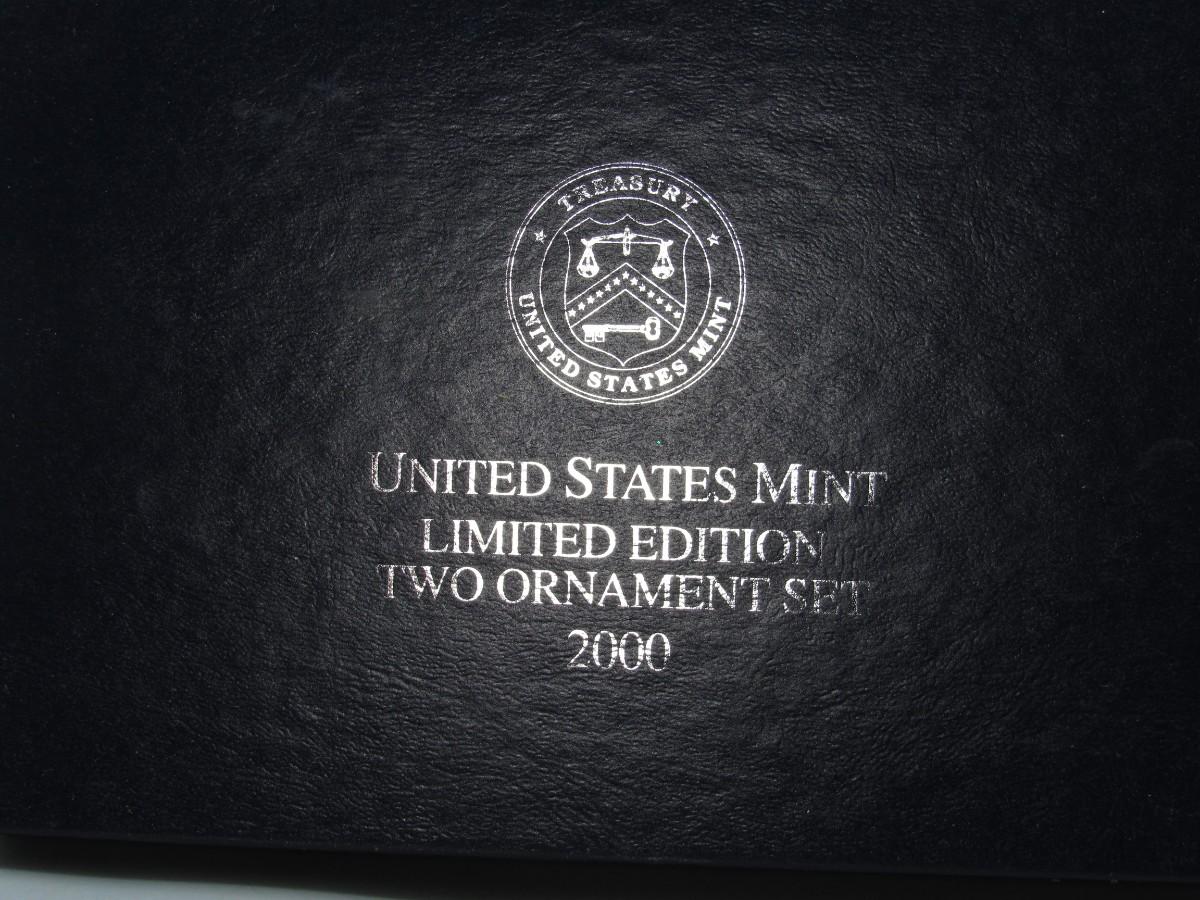 TREASURY
UNITED STATES MINT
UNITED STATES MINT
LIMITED EDITION
TWO ORNAMENT SET
2000